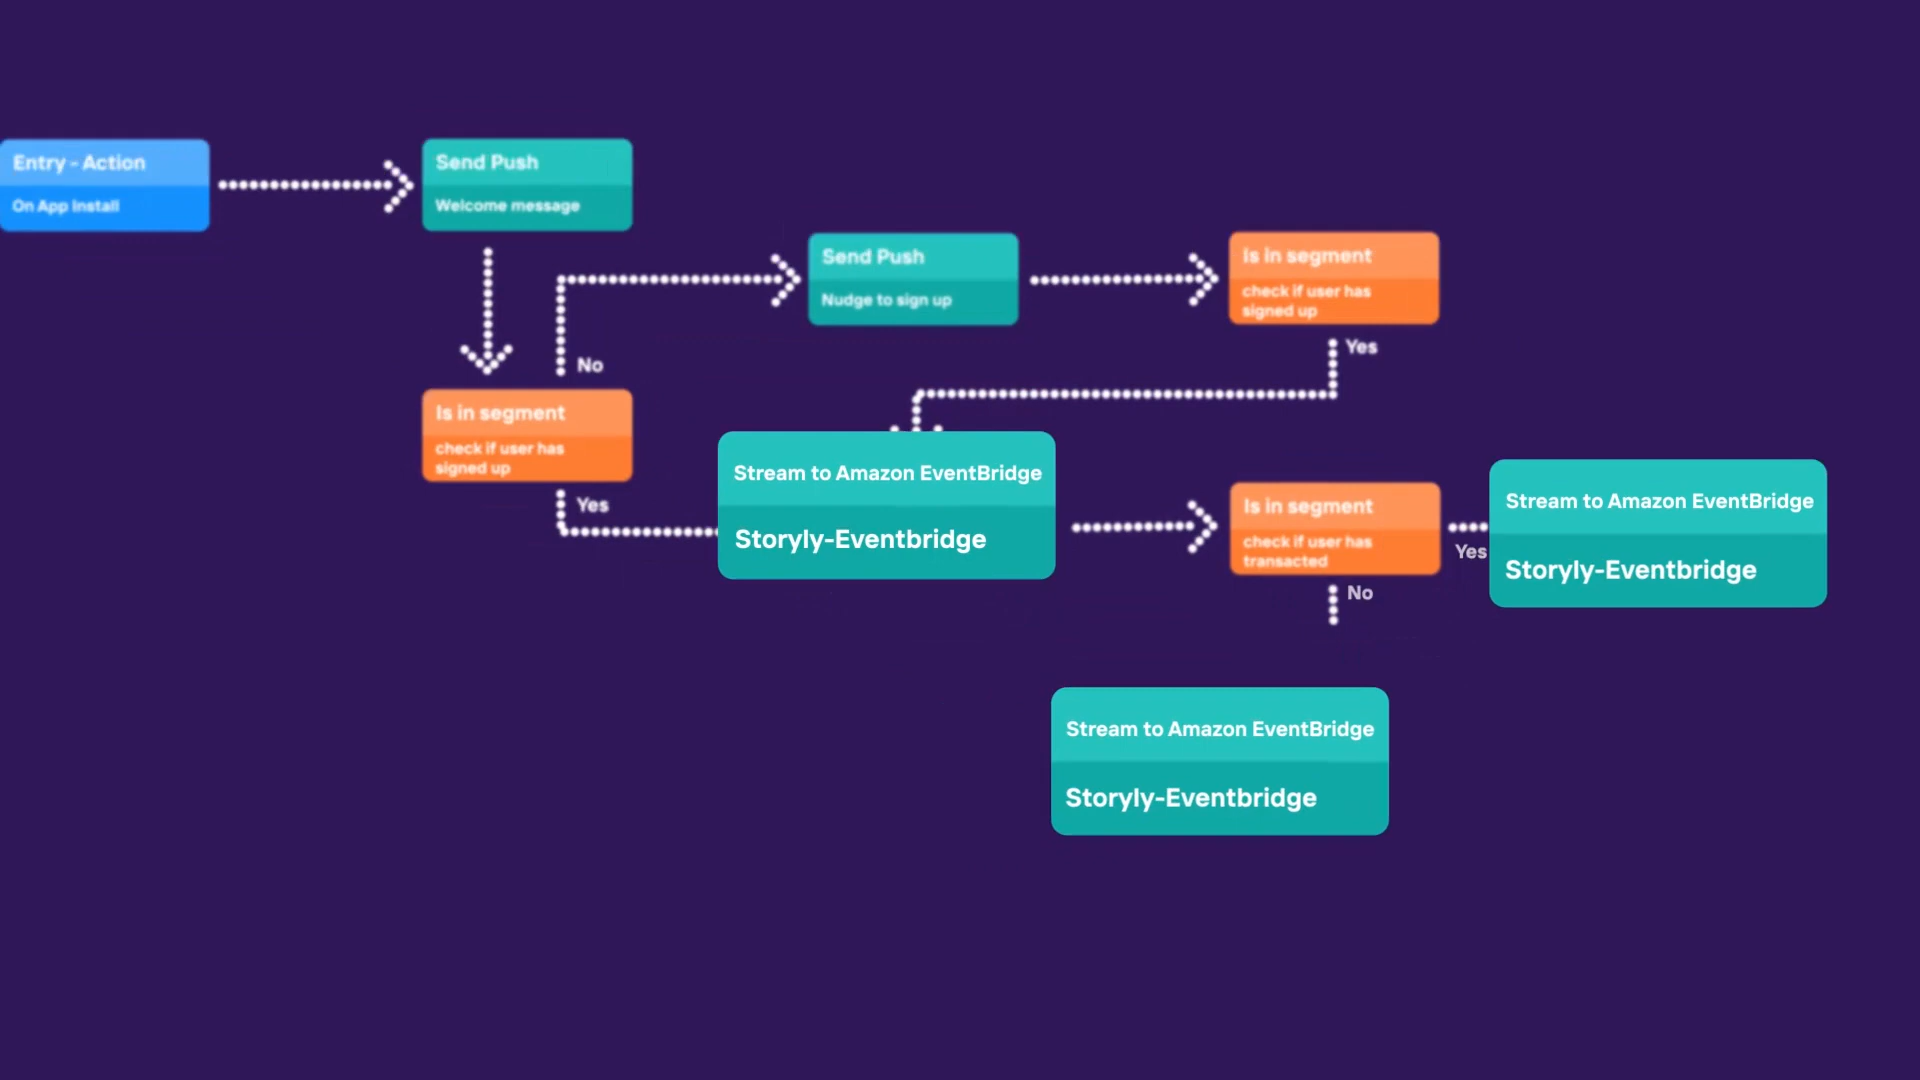 Entry - Action
On App Install
Send Push
Welcome message
Send Push
Nudge to sign up
Is in segment
check if user has
signed up
Yes
No
Is in segment
check if user has
signed up
Yes
Stream to Amazon EventBridge
Storyly-Eventbridge
Is in segment
check if user has
transacted
Yes
No
Stream to Amazon EventBridge
Storyly-Eventbridge
Stream to Amazon EventBridge
Storyly-Eventbridge